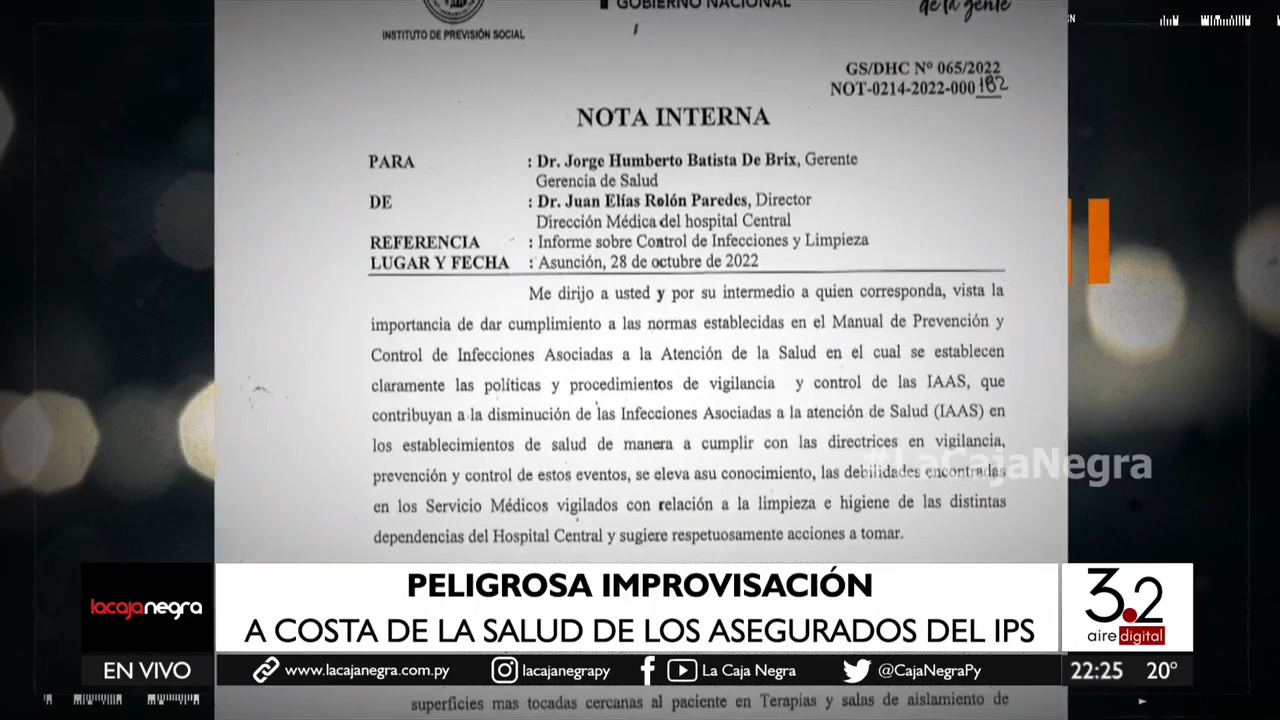 GOBIERNO NACIONAL
de la gente
INSTITUTO DE PREVISIÓN SOCIAL
GS/DHC Nº 065/2022
NOT-0214-2022-000182
NOTA INTERNA
PARA : Dr. Jorge Humberto Batista De Brix, Gerente
Gerencia de Salud
DE : Dr. Juan Elías Rolón Paredes, Director
Dirección Médica del hospital Central
REFERENCIA : Informe sobre Control de Infecciones y Limpieza
LUGAR Y FECHA : Asunción, 28 de octubre de 2022
Me dirijo a usted y por su intermedio a quien corresponda, vista la
importancia de dar cumplimiento a las normas establecidas en el Manual de Prevención y
Control de Infecciones Asociadas a la Atención de la Salud en el cual se establecen
claramente las políticas y procedimientos de vigilancia y control de las IAAS, que
contribuyan a la disminución de las Infecciones Asociadas a la atención de Salud (IAAS) en
los establecimientos de salud de manera a cumplir con las directrices en vigilancia,
prevención y control de estos eventos, se eleva asu conocimiento, las debilidades encontradas
en los Servicio Médicos vigilados con relación a la limpieza e higiene de las distintas
dependencias del Hospital Central y sugiere respetuosamente acciones a tomar.
#LaCajaNegra
PELIGROSA IMPROVISACIÓN
A COSTA DE LA SALUD DE LOS ASEGURADOS DEL IPS
lacajanegra
3.2
aire digital
EN VIVO
www.lacajanegra.com.py
lacajanegrapy
La Caja Negra
@CajaNegraPy
22:25 20°
superficies mas tocadas cercanas al paciente en Terapias y salas de aislamiento de